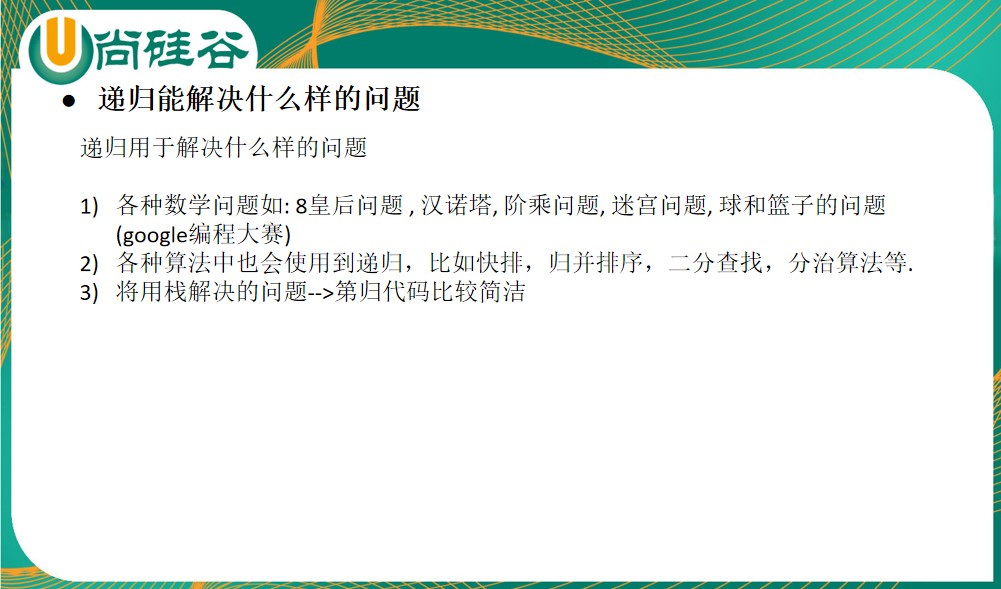 尚硅谷
● 递归能解决什么样的问题
递归用于解决什么样的问题
1) 各种数学问题如: 8皇后问题 , 汉诺塔, 阶乘问题, 迷宫问题, 球和篮子的问题
(google编程大赛)
2) 各种算法中也会使用到递归，比如快排，归并排序，二分查找，分治算法等.
3) 将用栈解决的问题-->第归代码比较简洁